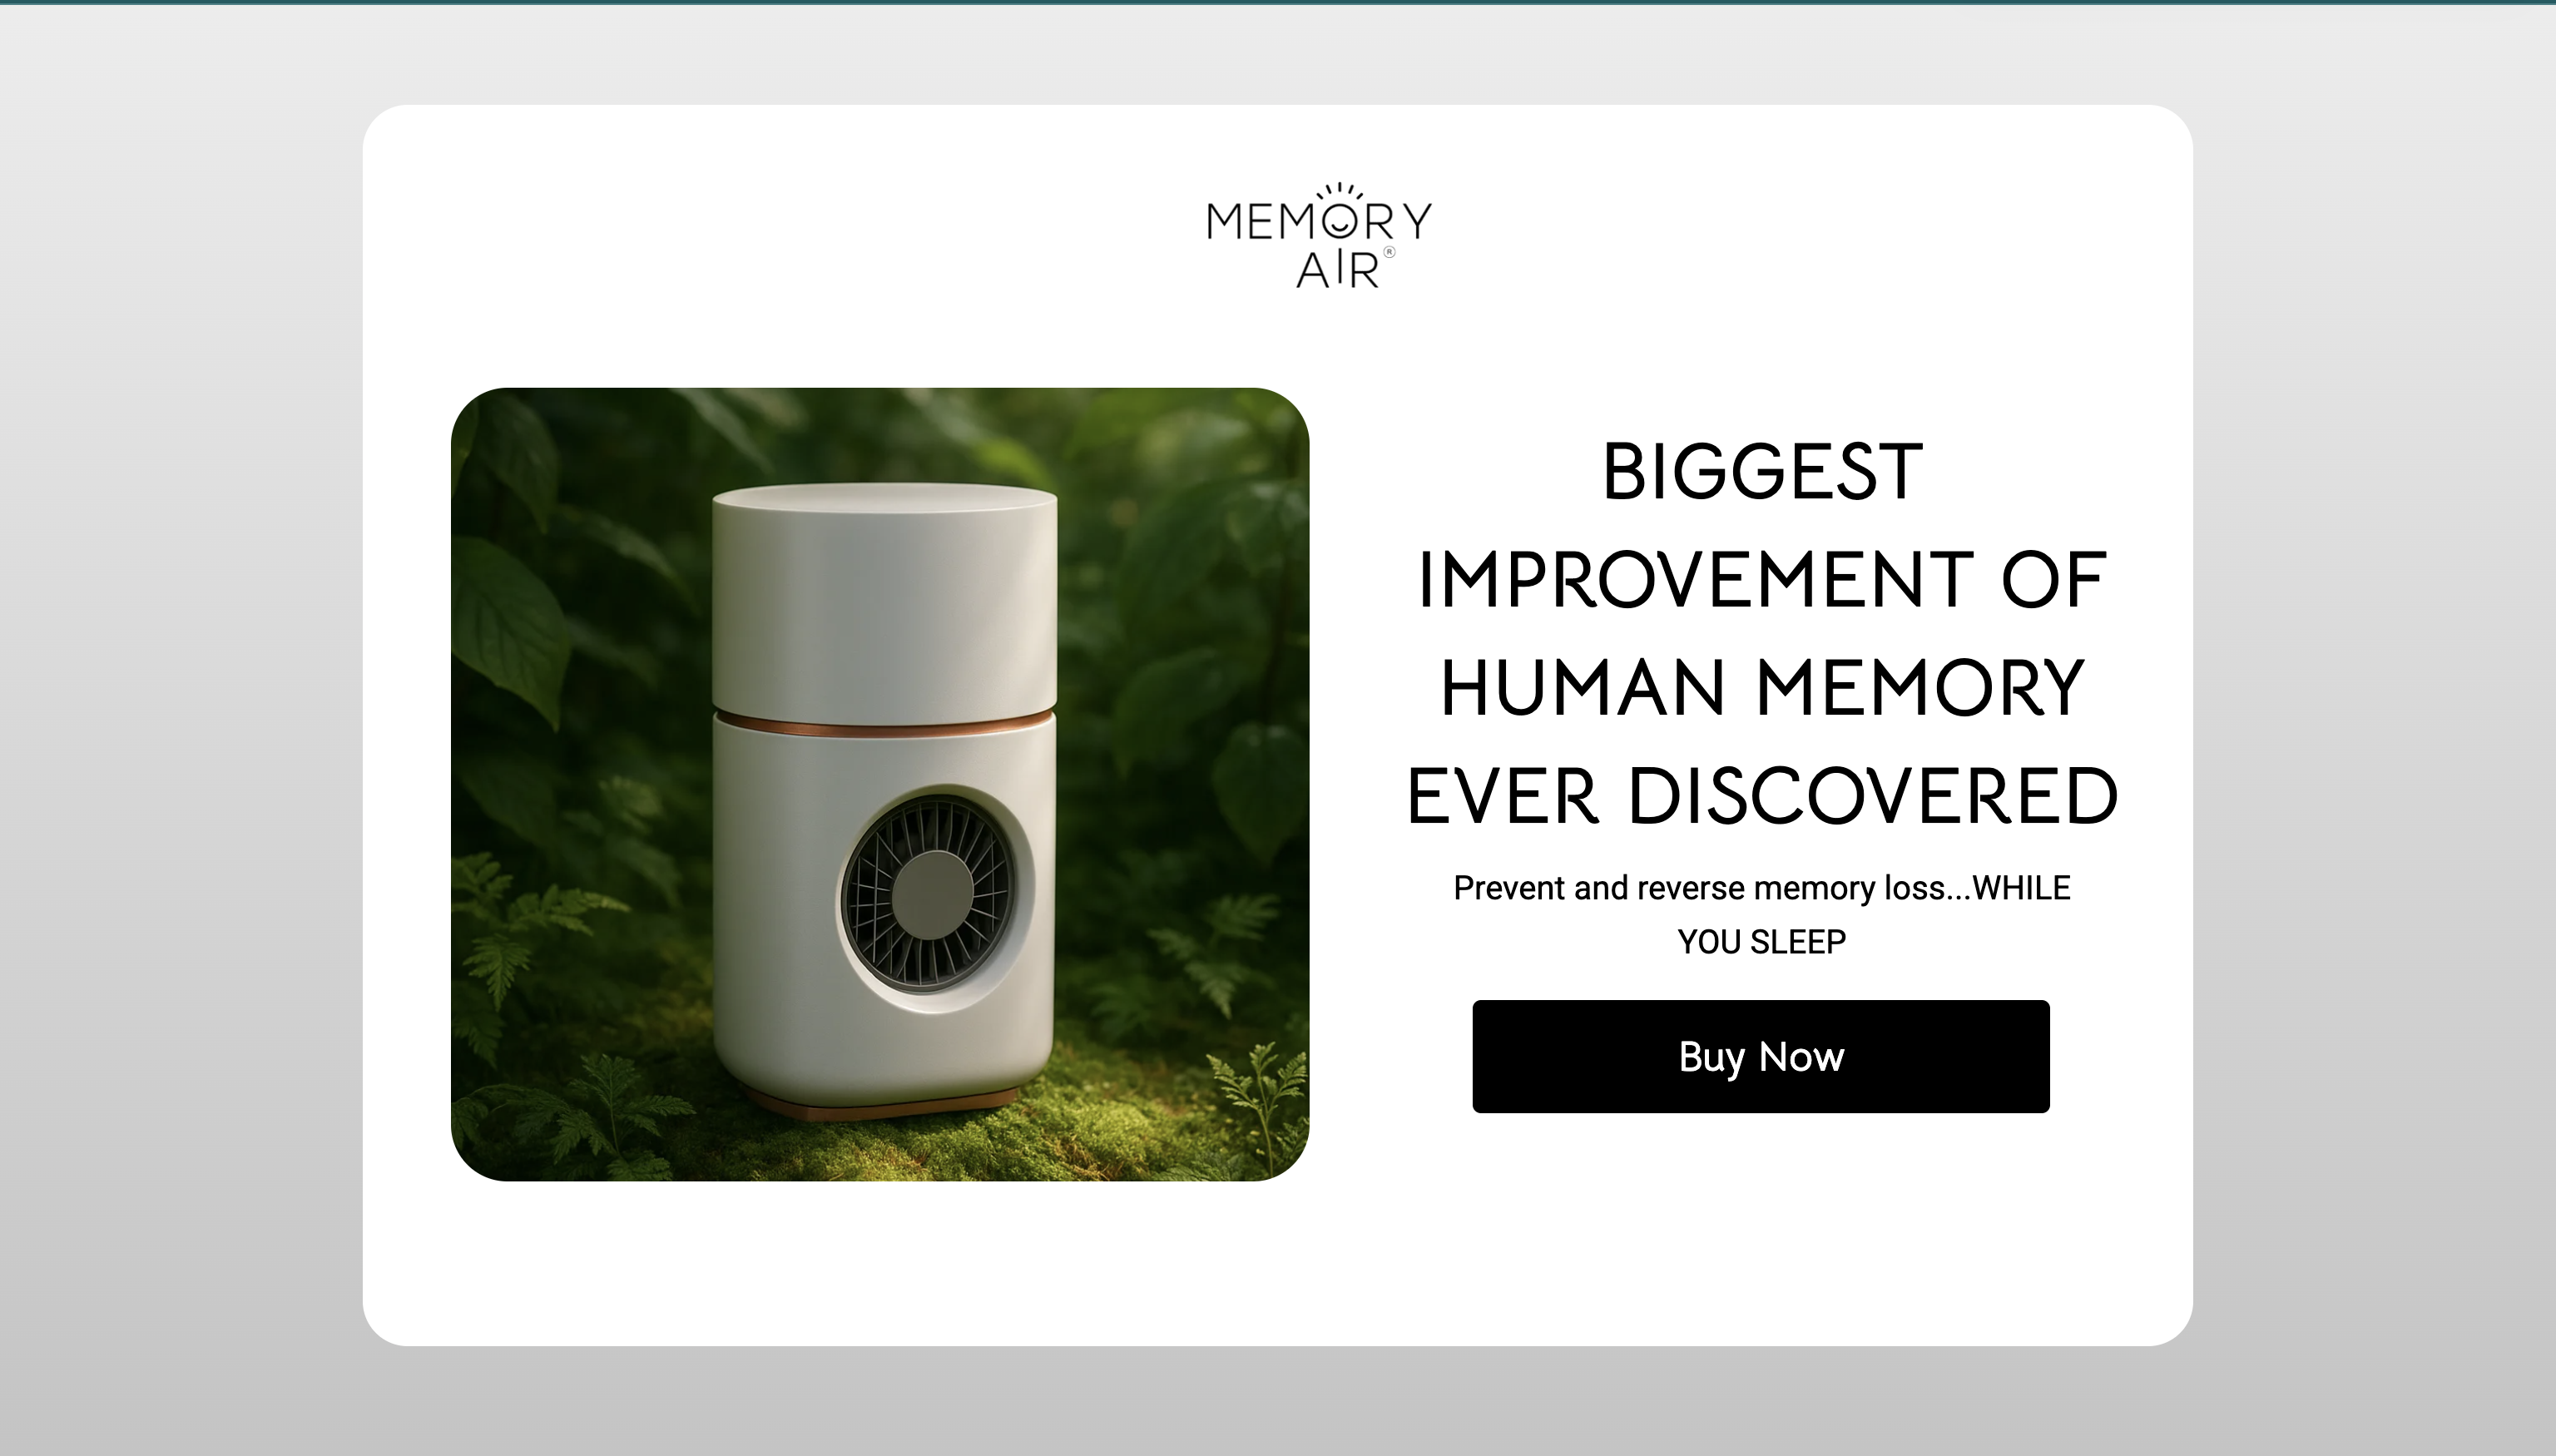 MEMORY
AIR®
BIGGEST
IMPROVEMENT OF
HUMAN MEMORY
EVER DISCOVERED
Prevent and reverse memory loss...WHILE
YOU SLEEP
Buy Now